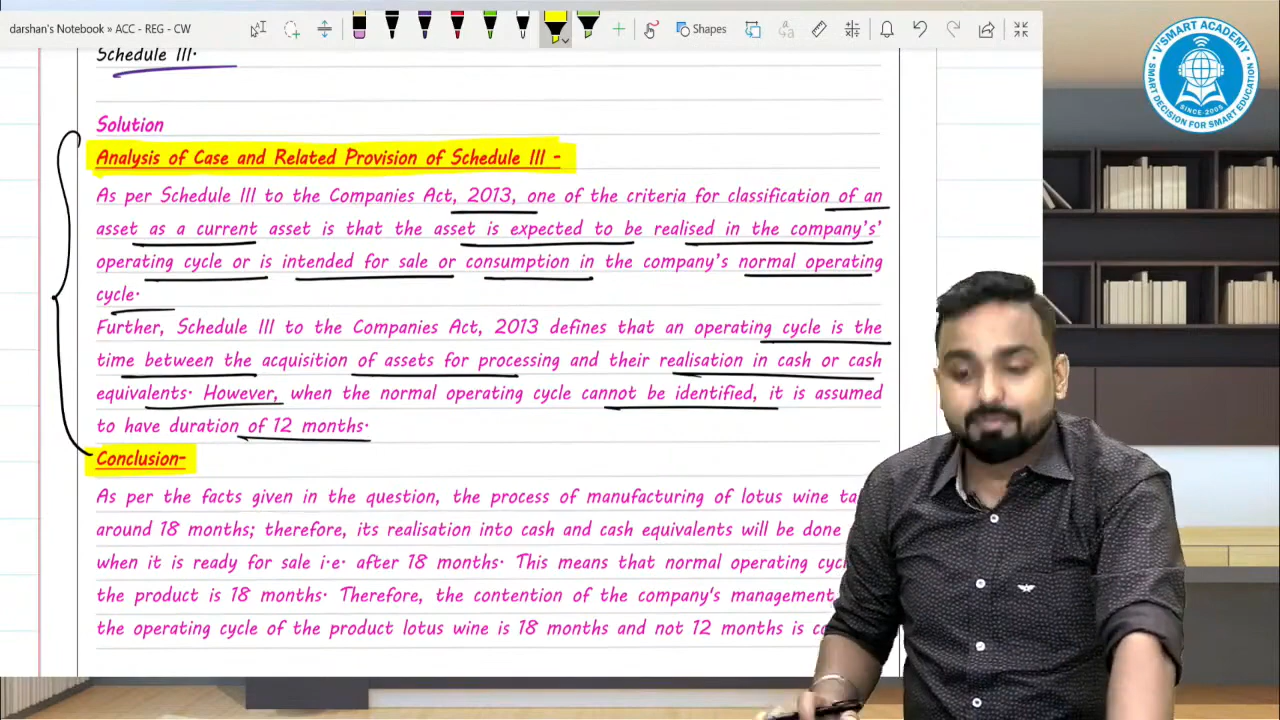 darshan's Notebook » ACC - REG - CW
Shapes
Schedule III.
Solution
Analysis of Case and Related Provision of Schedule III -
As per Schedule III to the Companies Act, 2013, one of the criteria for classification of an
asset as a current asset is that the asset is expected to be realised in the company's'
operating cycle or is intended for sale or consumption in the company's normal operating
cycle.
Further, Schedule III to the Companies Act, 2013 defines that an operating cycle is the
time between the acquisition of assets for processing and their realisation in cash or cash
equivalents. However, when the normal operating cycle cannot be identified, it is assumed
to have duration of 12 months.
Conclusion-
As per the facts given in the question, the process of manufacturing of lotus wine
around 18 months; therefore, its realisation into cash and cash equivalents will be done
when it is ready for sale i.e. after 18 months. This means that normal operating
the product is 18 months. Therefore, the contention of the company's management
the operating cycle of the product lotus wine is 18 months and not 12 months is
V'SMART ACADEMY
SINCE-2009
SMART DECISION FOR SMART EDUCATION